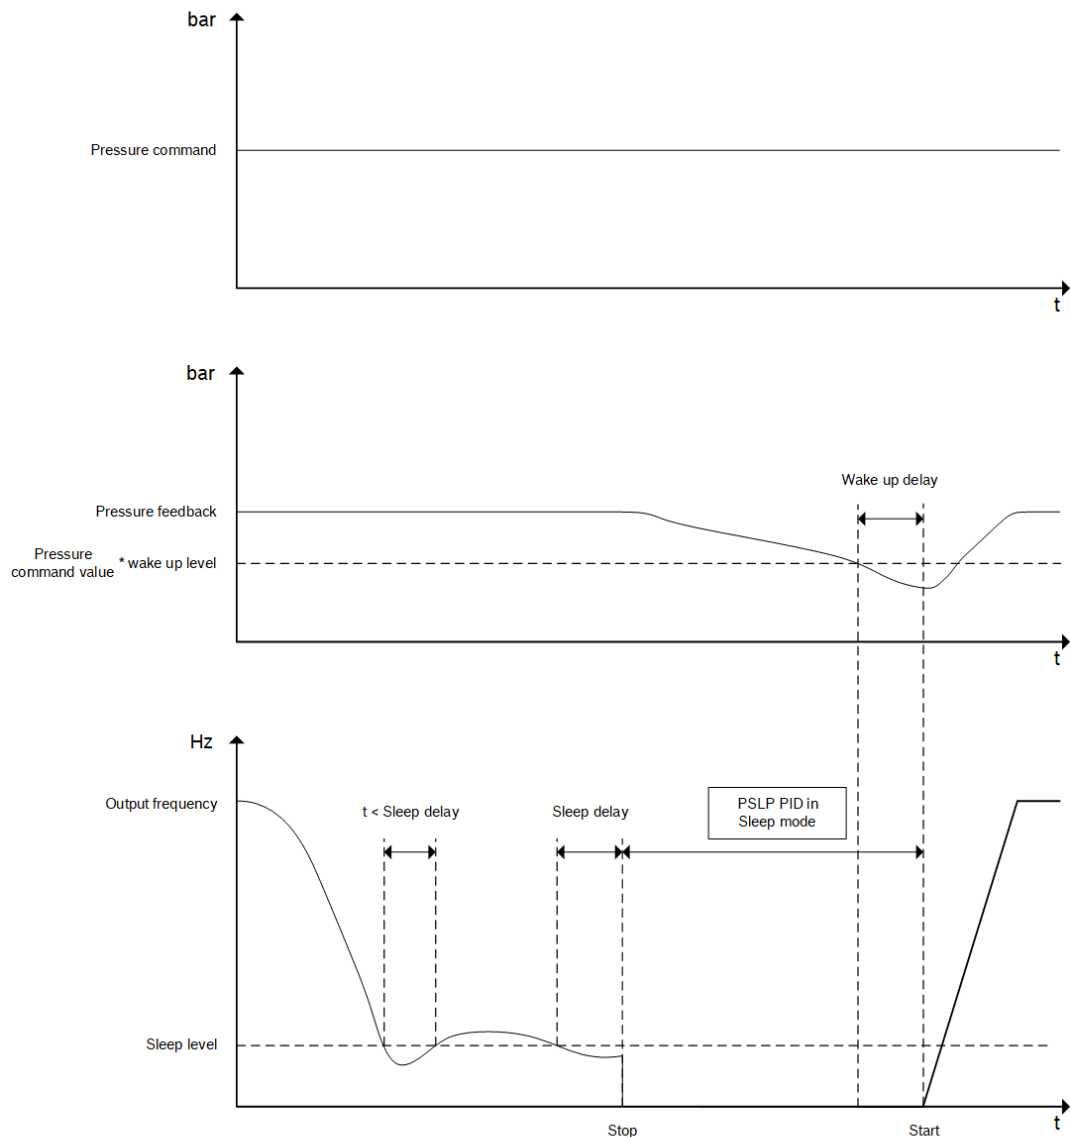 bar
Pressure command
t
bar
Wake up delay
Pressure feedback
Pressure
command value
* wake up level
t
Hz
Output frequency
t < Sleep delay
Sleep delay
PSLP PID in
Sleep mode
Sleep level
t
Stop
Start